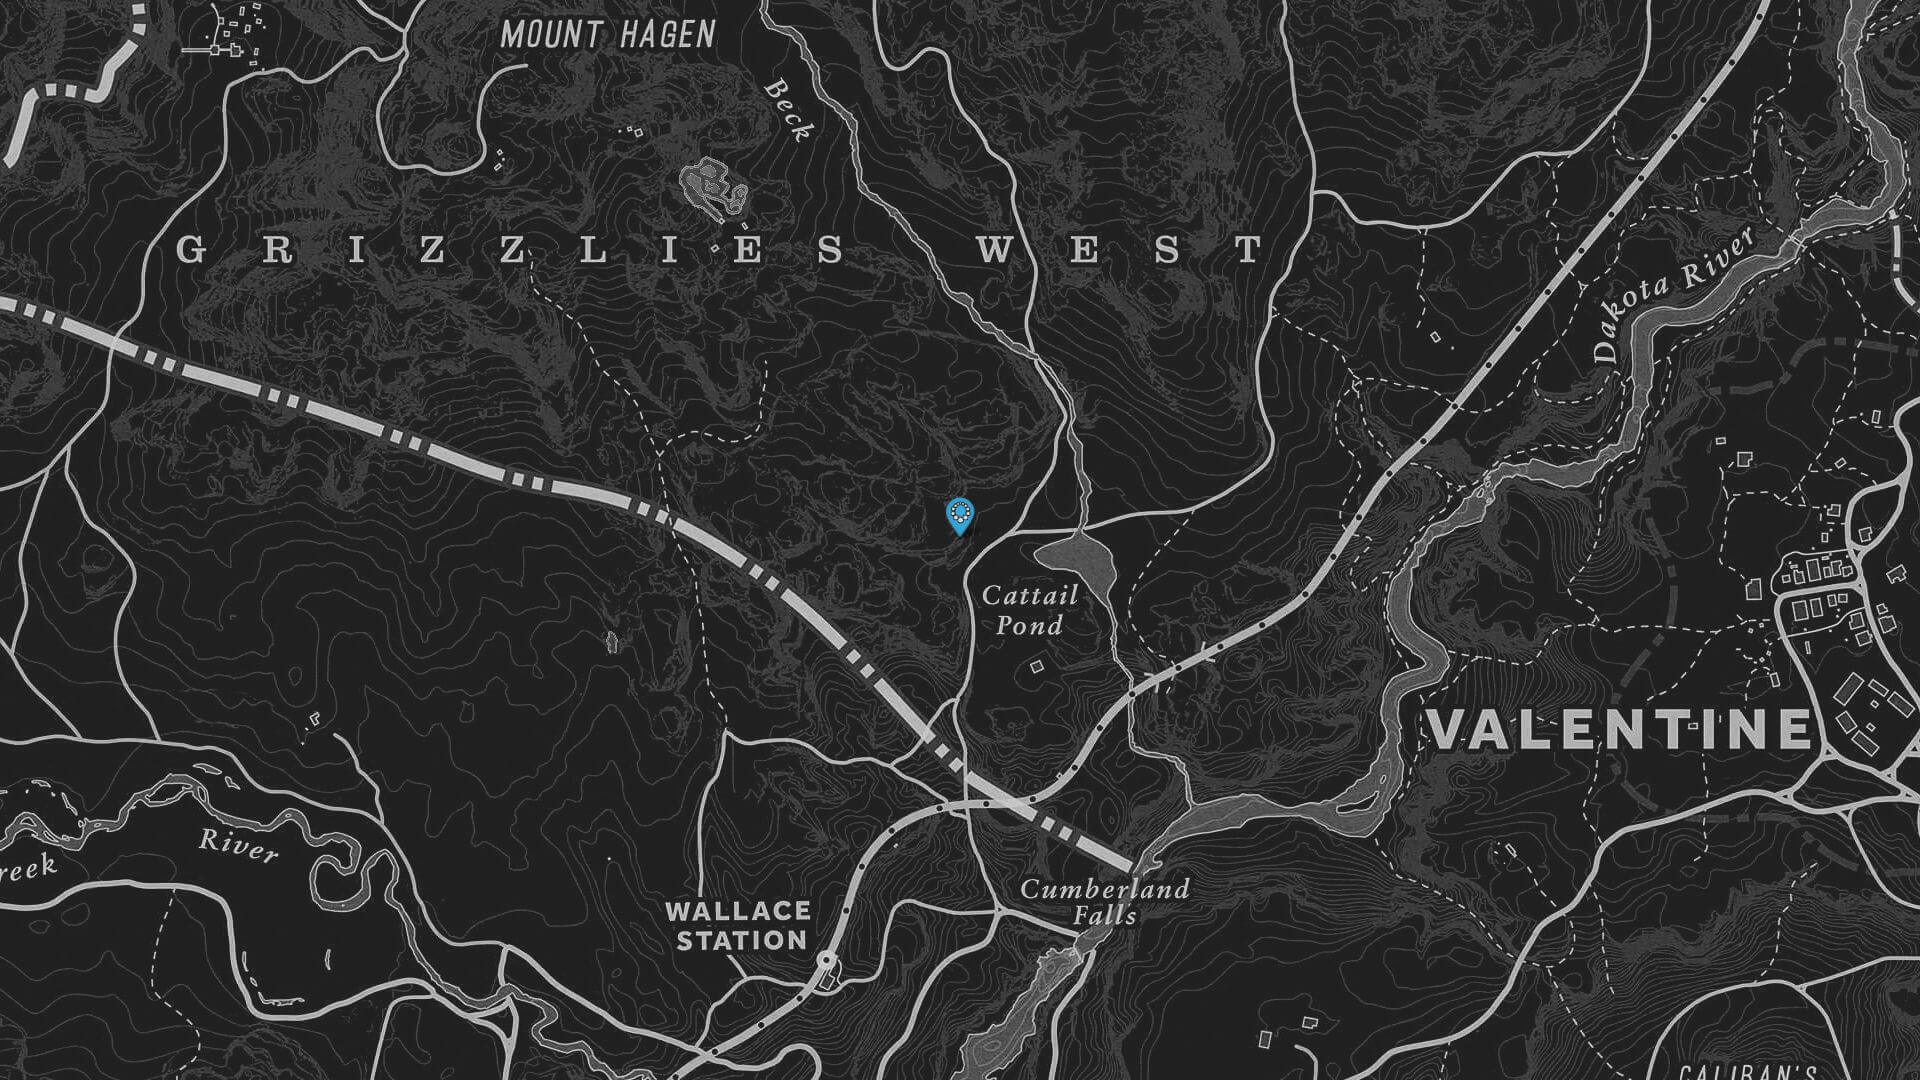 MOUNT HAGEN
Beck
GRIZZLIES WEST
Dakota River
Cattail
Pond
VALENTINE
River
reek
WALLACE
STATION
Cumberland
Falls
CALIBAN'S